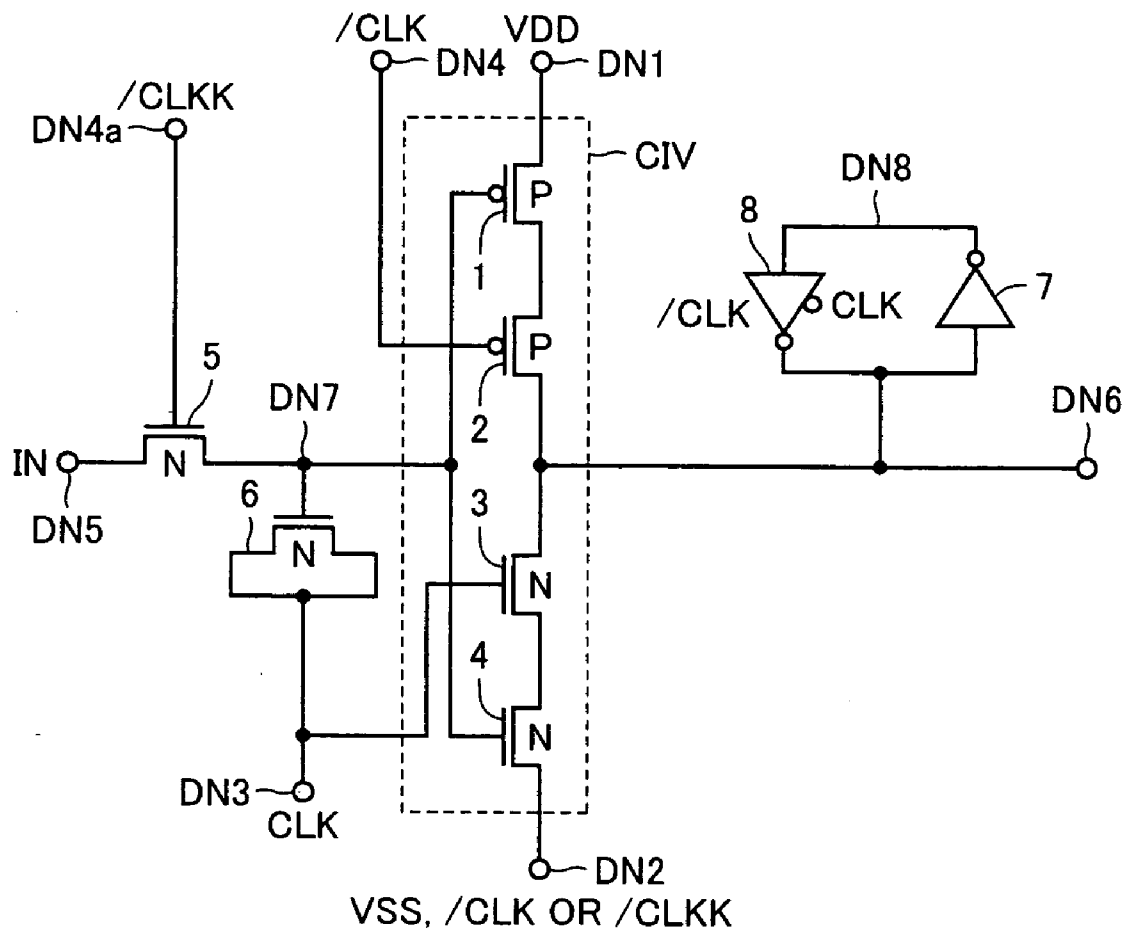 /CLK
VDD
DN4
DN1
/CLKK
DN4a
CIV
P
1
DN8
8
/CLK
CLK
7
P
2
5
DN7
DN6
IN
N
DN5
6
N
3
N
4
N
DN3
CLK
DN2
VSS, /CLK OR /CLKK